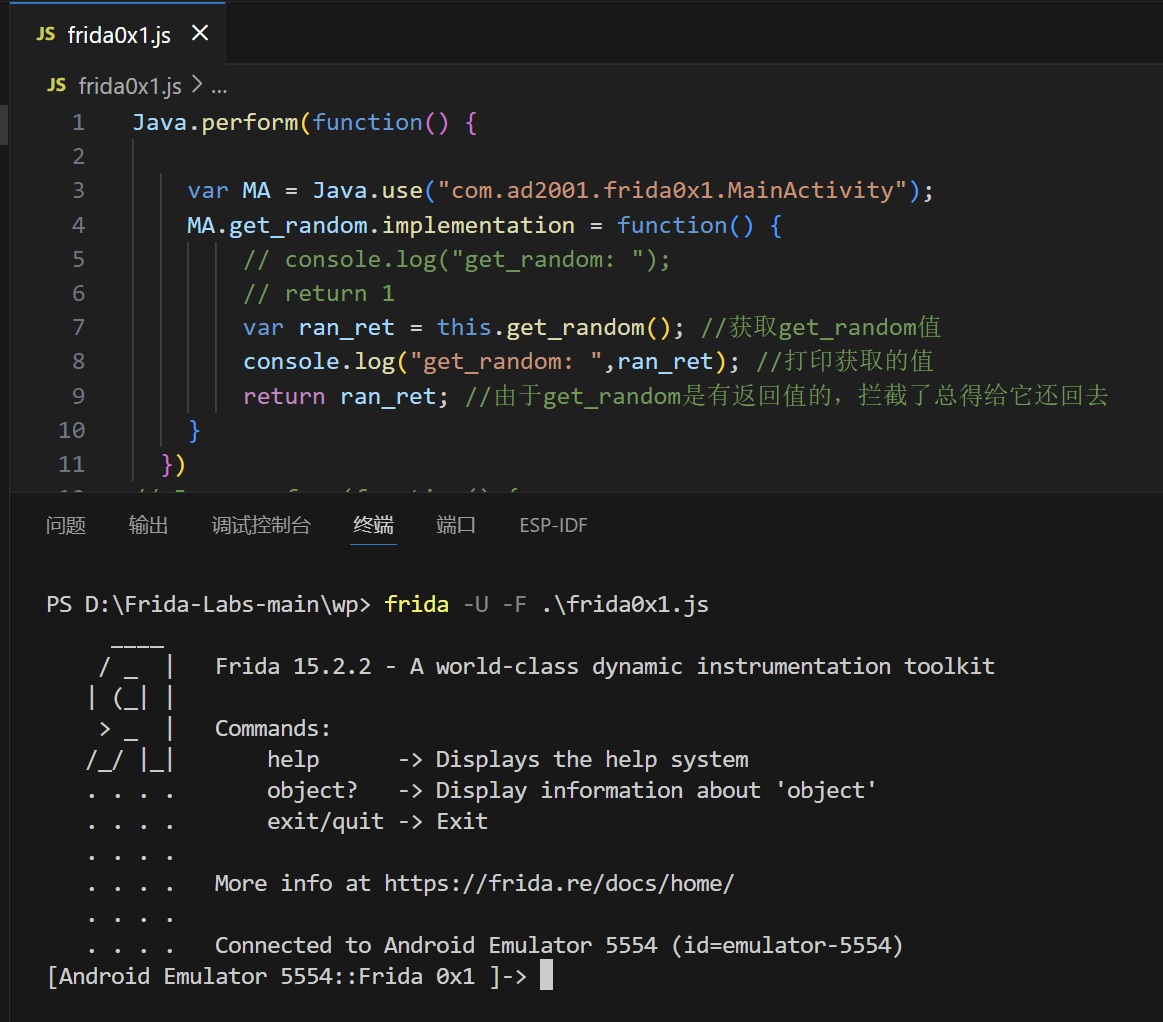 JS frida0x1.js ×
JS frida0x1.js > ...
1 Java.perform(function() {
2
3 var MA = Java.use("com.ad2001.frida0x1.MainActivity");
4 MA.get_random.implementation = function() {
5 // console.log("get_random: ");
6 // return 1
7 var ran_ret = this.get_random(); //获取get_random值
8 console.log("get_random: ",ran_ret); //打印获取的值
9 return ran_ret; //由于get_random是有返回值的，拦截了总得给它还回去
10 }
11 })
问题 输出 调试控制台 终端 端口 ESP-IDF
PS D:\Frida-Labs-main\wp> frida -U -F .\frida0x1.js
     ____
    / _  |   Frida 15.2.2 - A world-class dynamic instrumentation toolkit
   | (_| |
    > _  |   Commands:
   /_/ |_|       help      -> Displays the help system
   . . . .       object?   -> Display information about 'object'
   . . . .       exit/quit -> Exit
   . . . .
   . . . .   More info at https://frida.re/docs/home/
   . . . .
   . . . .   Connected to Android Emulator 5554 (id=emulator-5554)
[Android Emulator 5554::Frida 0x1 ]->